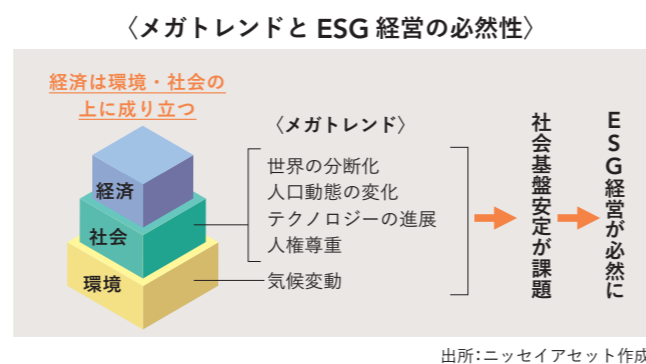 〈メガトレンドと ESG 経営の必然性〉
経済は環境・社会の
上に成り立つ
経済
社会
環境
〈メガトレンド〉
世界の分断化
人口動態の変化
テクノロジーの進展
人権尊重
気候変動
社会基盤安定が課題
ESG経営が必然に
出所：ニッセイアセット作成